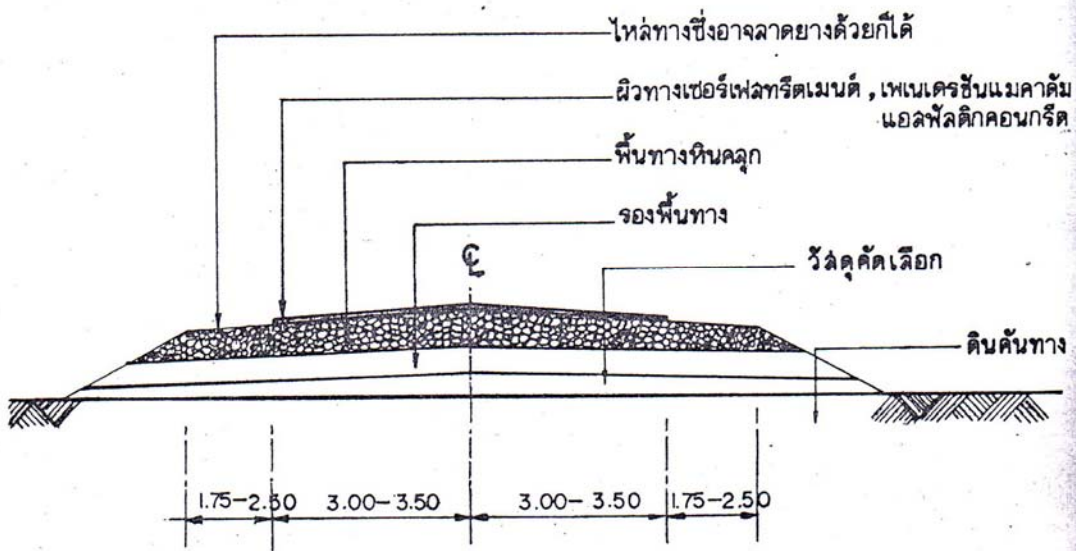 ไหล่ทางซึ่งอาจลาดยางด้วยก็ได้
ผิวทางเซอร์เฟสทรีตเมนต์ , เพเนเตรชันแมคาดัม
แอสฟัลติกคอนกรีต
พื้นทางหินคลุก
รองพื้นทาง
℄
วัสดุคัดเลือก
ดินคันทาง
1.75-2.50 3.00-3.50 3.00-3.50 1.75-2.50